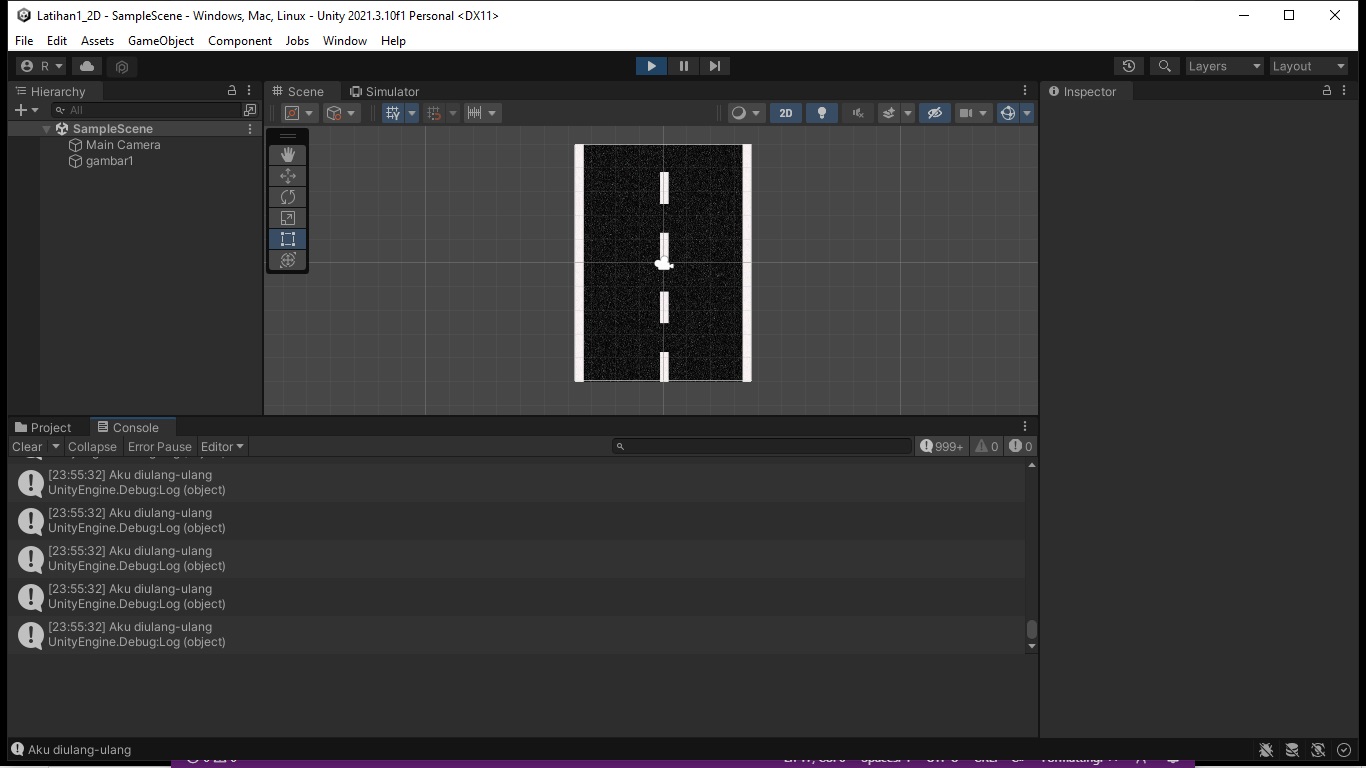 Latihan1_2D - SampleScene - Windows, Mac, Linux - Unity 2021.3.10f1 Personal <DX11>
File Edit Assets GameObject Component Jobs Window Help
R
Layers
Layout
Hierarchy
All
SampleScene
Main Camera
gambar1
Scene
Simulator
2D
Inspector
Project
Console
Clear
Collapse
Error Pause
Editor
999+
0
0
[23:55:32] Aku diulang-ulang
UnityEngine.Debug:Log (object)
[23:55:32] Aku diulang-ulang
UnityEngine.Debug:Log (object)
[23:55:32] Aku diulang-ulang
UnityEngine.Debug:Log (object)
[23:55:32] Aku diulang-ulang
UnityEngine.Debug:Log (object)
[23:55:32] Aku diulang-ulang
UnityEngine.Debug:Log (object)
Aku diulang-ulang